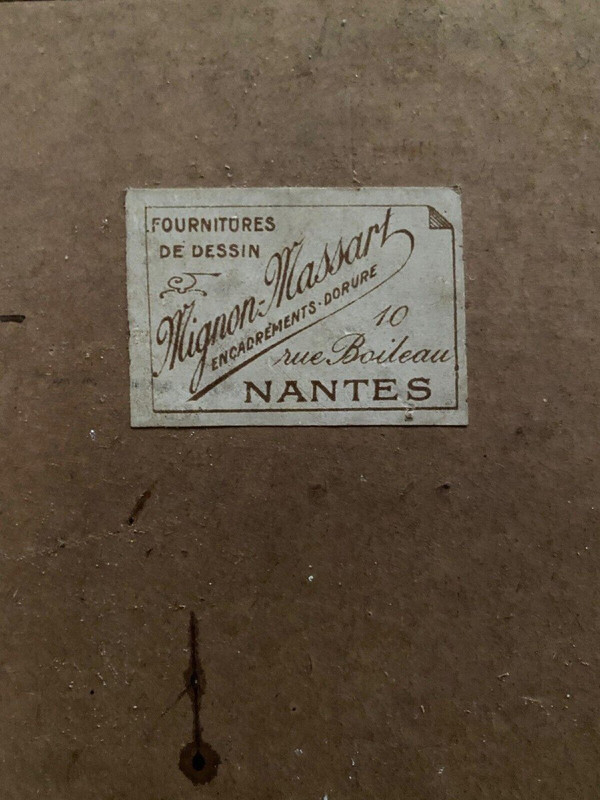 FOURNITURES
DE DESSIN
Mignon-Massart
ENCADREMENTS·DORURE
10
rue Boileau
NANTES